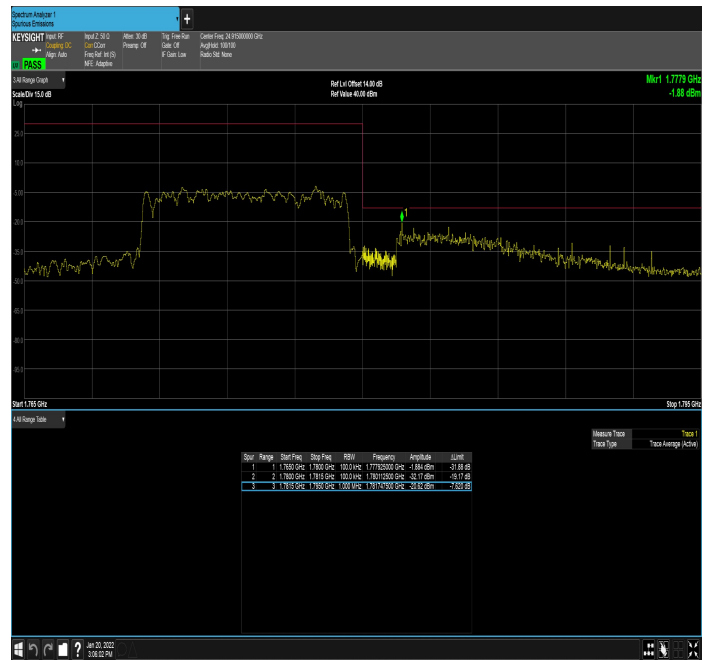 Spectrum Analyzer 1
Spurious Emissions
+
KEYSIGHT Input: RF Input Z: 50 Ω Atten: 30 dB Trig: Free Run Center Freq: 24.915000000 GHz
Coupling: DC Corr CCorr Preamp: Off Gate: Off Avg|Hold: 100/100
Align: Auto Freq Ref: Int (S) IF Gain: Low Radio Std: None
PASS NFE: Adaptive
3 All Range Graph
Ref Lvl Offset 14.00 dB Mkr1 1.7779 GHz
Scale/Div 15.0 dB Ref Value 40.00 dBm -1.88 dBm
Log
25.0
10.0
-5.00
1
-20.0
-35.0
-50.0
-65.0
-80.0
-95.0
Start 1.765 GHz Stop 1.795 GHz
4 All Range Table
Measure Trace Trace 1
Trace Type Trace Average (Active)
Spur Range Start Freq Stop Freq RBW Frequency Amplitude ΔLimit
1 1 1.7650 GHz 1.7800 GHz 100.0 kHz 1.777925000 GHz -1.884 dBm -31.88 dB
2 2 1.7800 GHz 1.7815 GHz 100.0 kHz 1.780112500 GHz -32.17 dBm -19.17 dB
3 3 1.7815 GHz 1.7950 GHz 1.000 MHz 1.781747500 GHz -20.62 dBm -7.620 dB
? Jan 20, 2022
3:06:02 PM